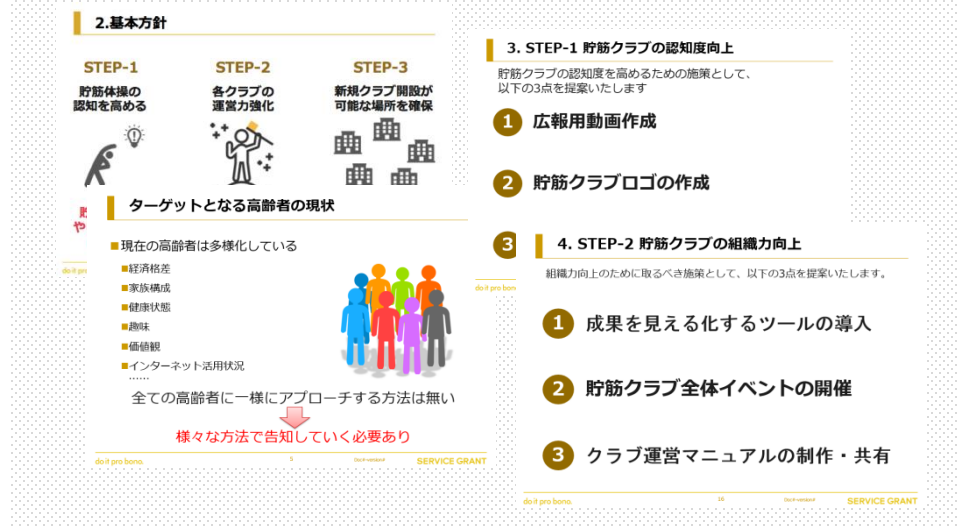 2.基本方針
STEP-1
貯筋体操の
認知を高める
STEP-2
各クラブの
運営力強化
STEP-3
新規クラブ開設が
可能な場所を確保
や
do it pro
ターゲットとなる高齢者の現状
■現在の高齢者は多様化している
■経済格差
■家族構成
■健康状態
■趣味
■価値観
■インターネット活用状況
……
全ての高齢者に一様にアプローチする方法は無い
様々な方法で告知していく必要あり
do it pro bono.
5
SERVICE GRANT
3. STEP-1 貯筋クラブの認知度向上
貯筋クラブの認知度を高めるための施策として、
以下の3点を提案いたします
1 広報用動画作成
2 貯筋クラブロゴの作成
3
do it pro bon
4. STEP-2 貯筋クラブの組織力向上
組織力向上のために取るべき施策として、以下の3点を提案いたします。
1 成果を見える化するツールの導入
2 貯筋クラブ全体イベントの開催
3 クラブ運営マニュアルの制作・共有
do it pro bono.
18
SERVICE GRANT